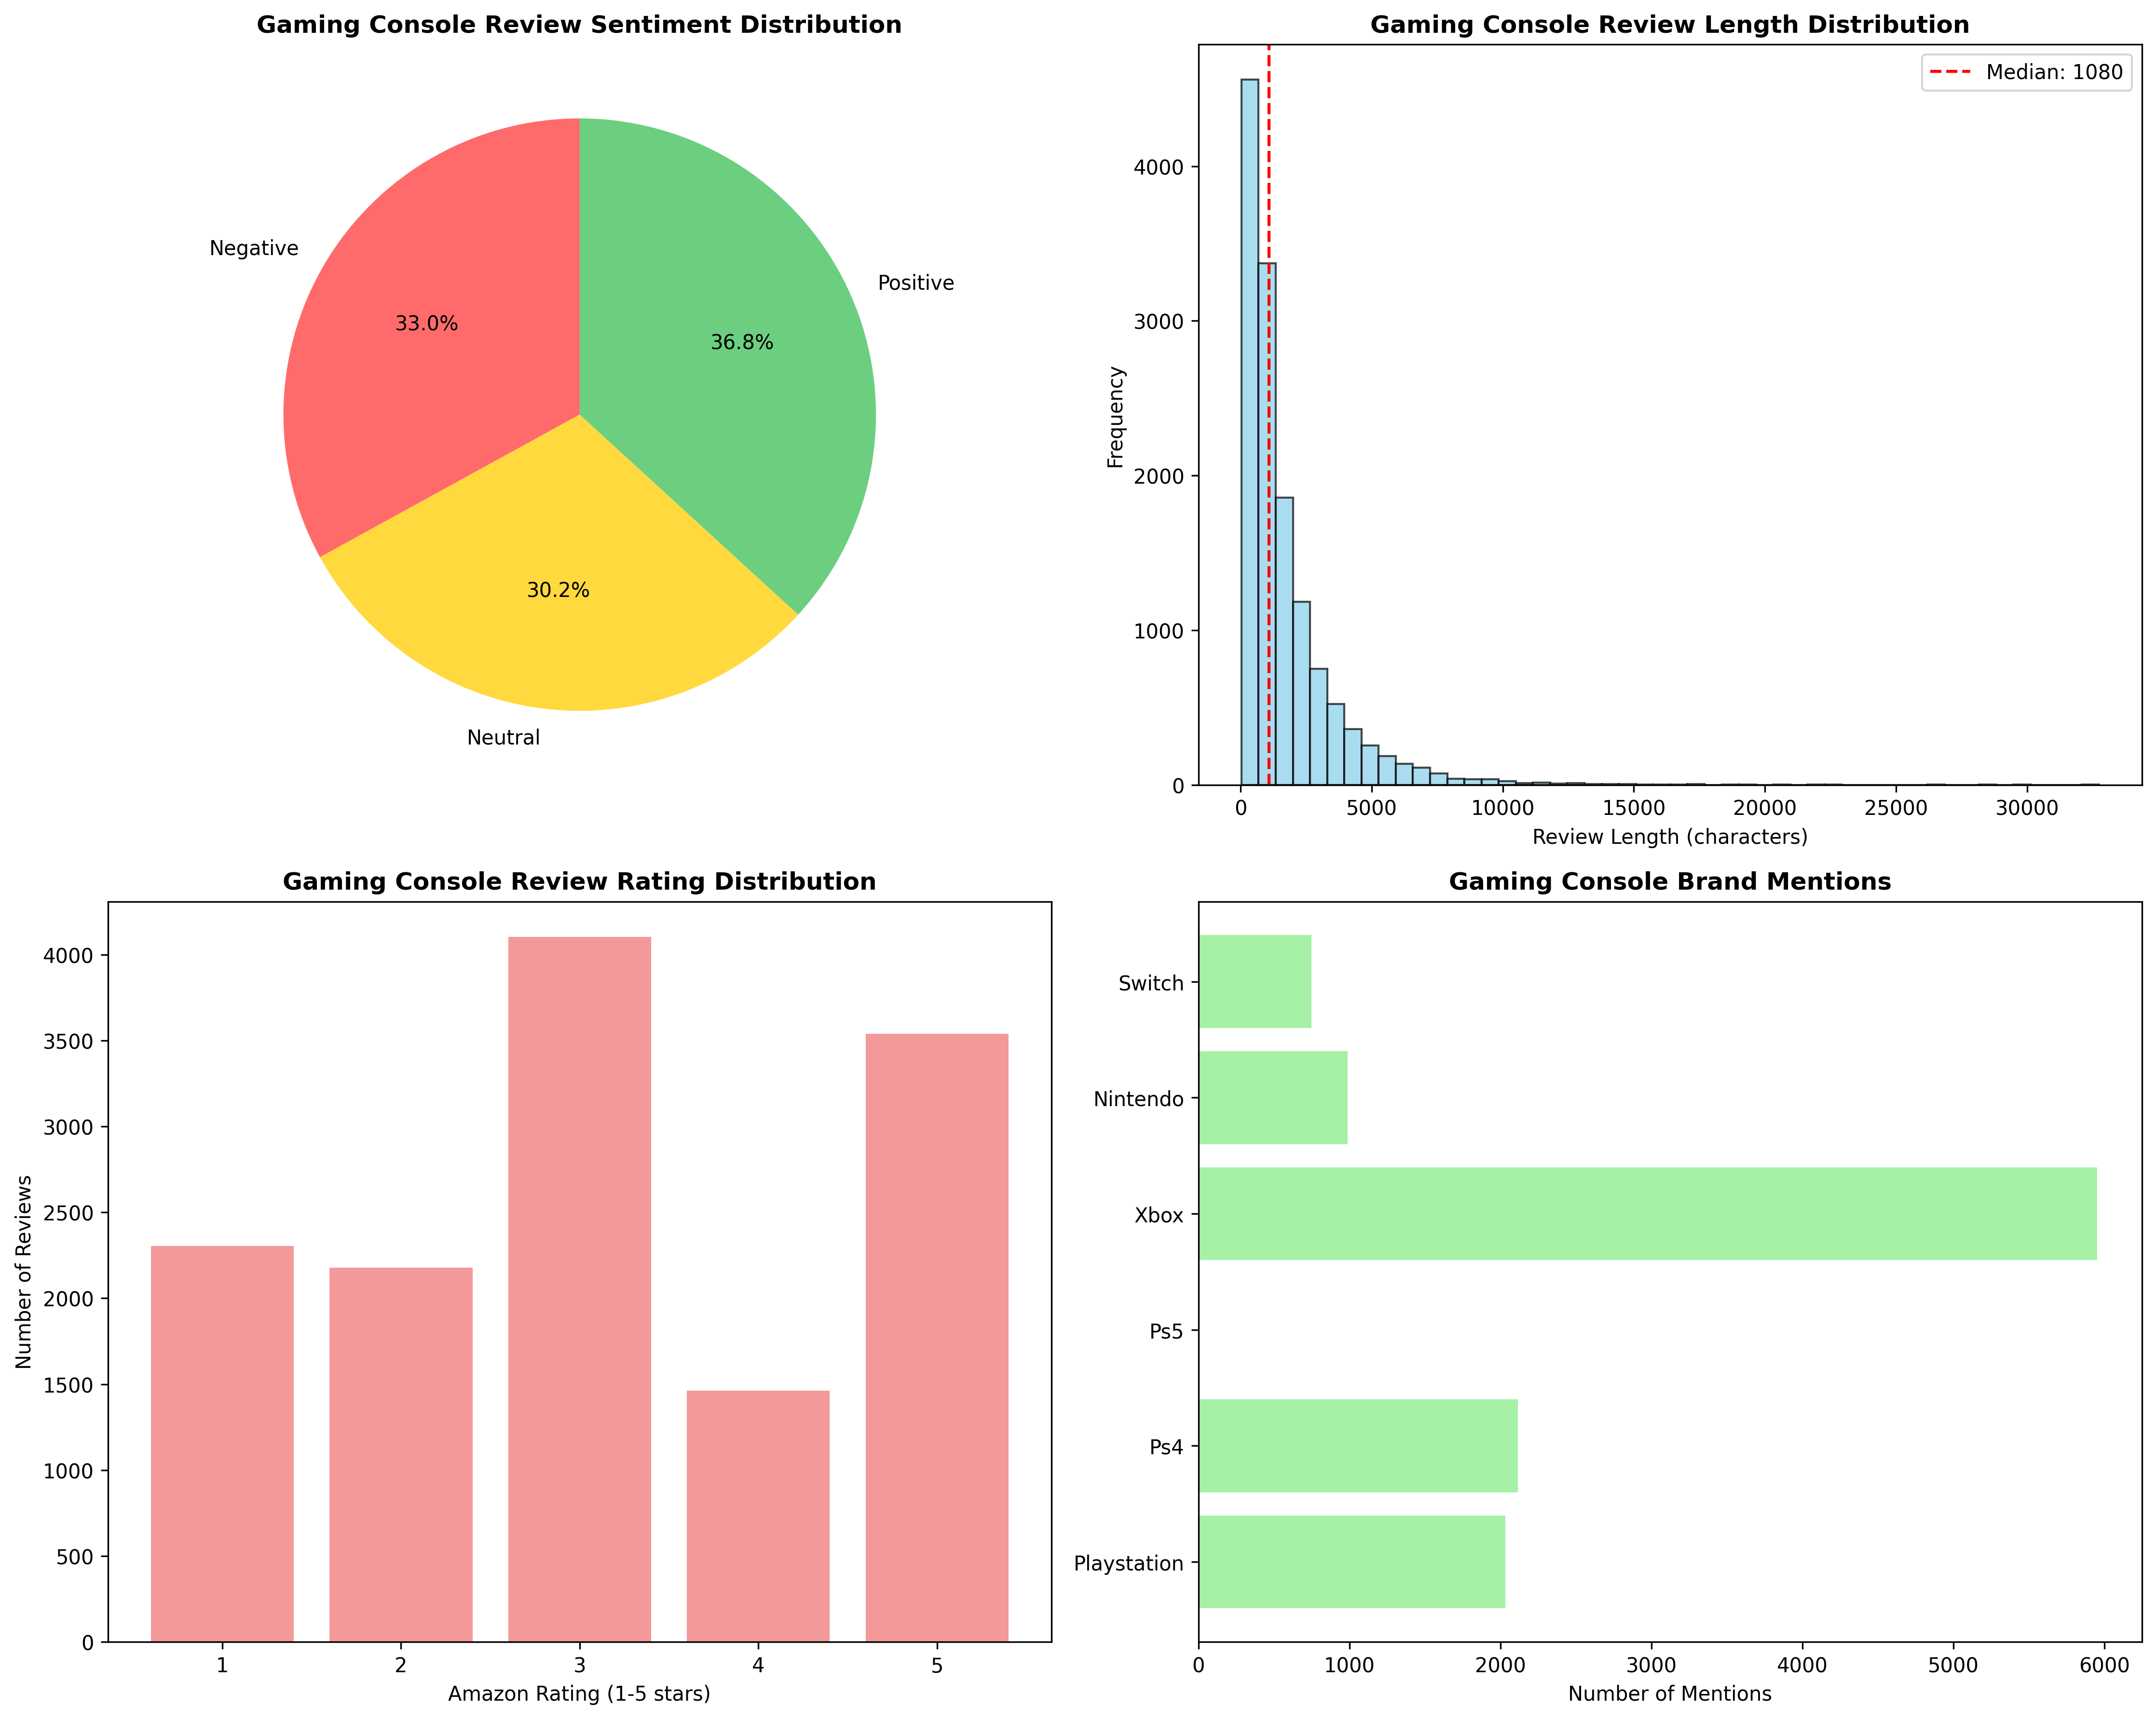 Gaming Console Review Sentiment Distribution
Negative
33.0%
Positive
36.8%
Neutral
30.2%
Gaming Console Review Length Distribution
Median: 1080
Frequency
4000
3000
2000
1000
0
0 5000 10000 15000 20000 25000 30000
Review Length (characters)
Gaming Console Review Rating Distribution
Number of Reviews
4000
3500
3000
2500
2000
1500
1000
500
0
1 2 3 4 5
Amazon Rating (1-5 stars)
Gaming Console Brand Mentions
Switch
Nintendo
Xbox
Ps5
Ps4
Playstation
0 1000 2000 3000 4000 5000 6000
Number of Mentions